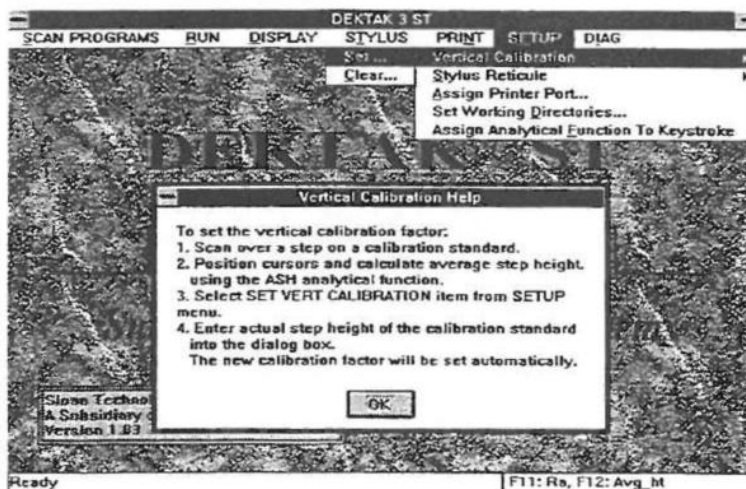 DEKTAK 3 ST
SCAN PROGRAMS RUN DISPLAY STYLUS PRINT SETUP DIAG
Set... Vertical Calibration
Clear... Stylus Reticule
Assign Printer Port...
Set Working Directories...
Assign Analytical Function To Keystroke
DEKTAK ST
Vertical Calibration Help
To set the vertical calibration factor:
1. Scan over a step on a calibration standard.
2. Position cursors and calculate average step height,
using the ASH analytical function.
3. Select SET VERT CALIBRATION item from SETUP
menu.
4. Enter actual step height of the calibration standard
into the dialog box.
The new calibration factor will be set automatically.
OK
Sloan Technol
A Subsidiary
Version 1.03
Ready F11: Ra, F12: Avg_ht